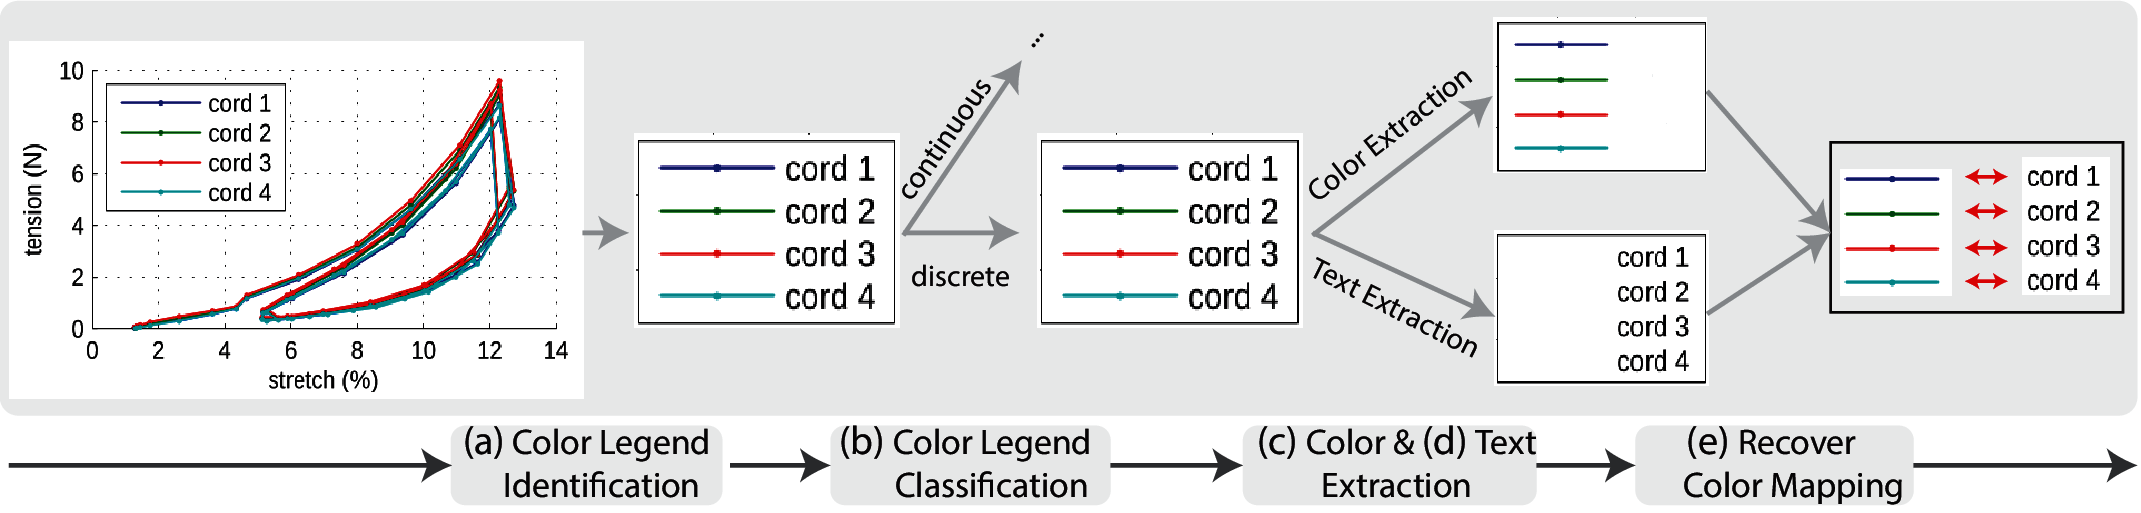 10
8
6
4
2
0
tension (N)
cord 1
cord 2
cord 3
cord 4
0 2 4 6 8 10 12 14
stretch (%)
cord 1
cord 2
cord 3
cord 4
continuous
...
discrete
cord 1
cord 2
cord 3
cord 4
Color Extraction
Text Extraction
cord 1
cord 2
cord 3
cord 4
cord 1
cord 2
cord 3
cord 4
(a) Color Legend
Identification
(b) Color Legend
Classification
(c) Color & (d) Text
Extraction
(e) Recover
Color Mapping